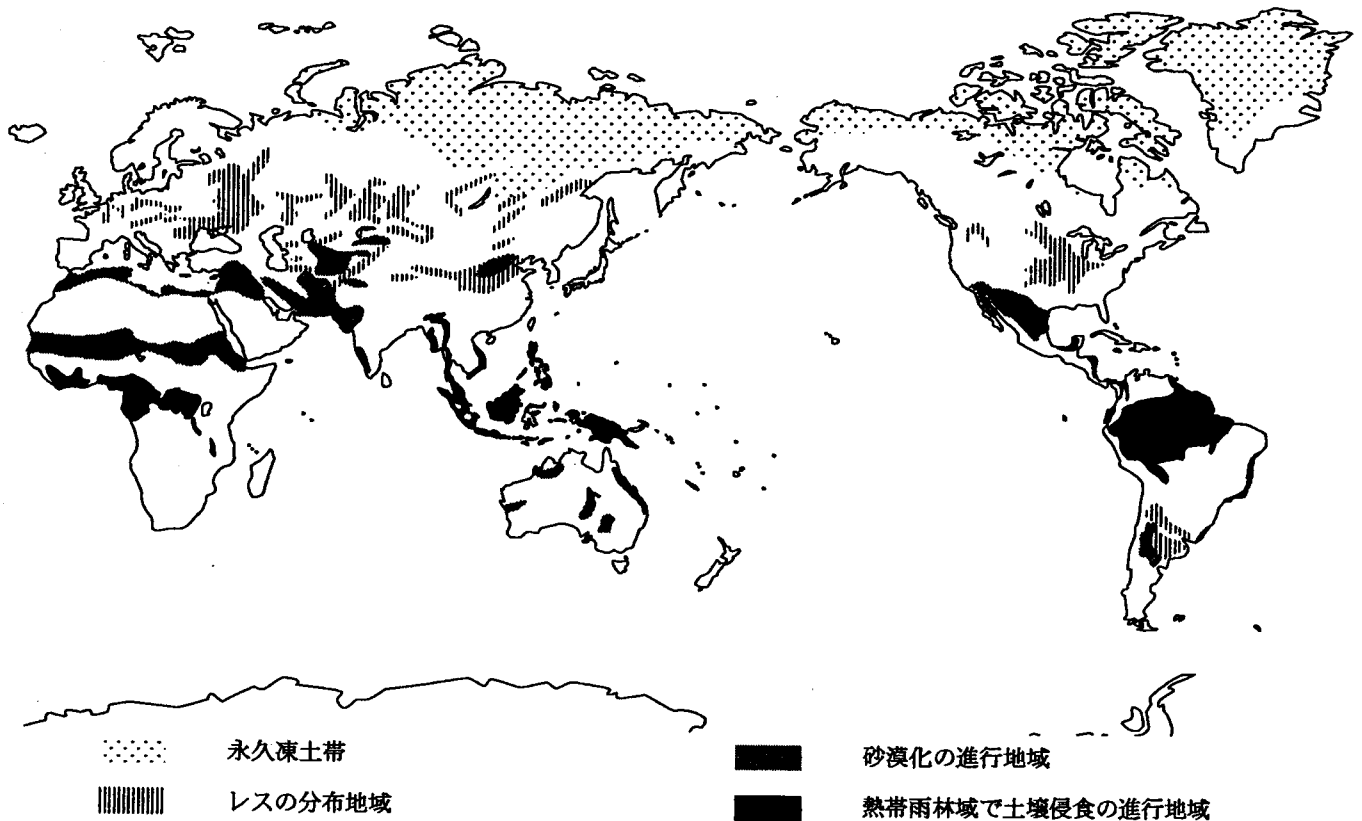 永久凍土帯
レスの分布地域
砂漠化の進行地域
熱帯雨林域で土壌侵食の進行地域